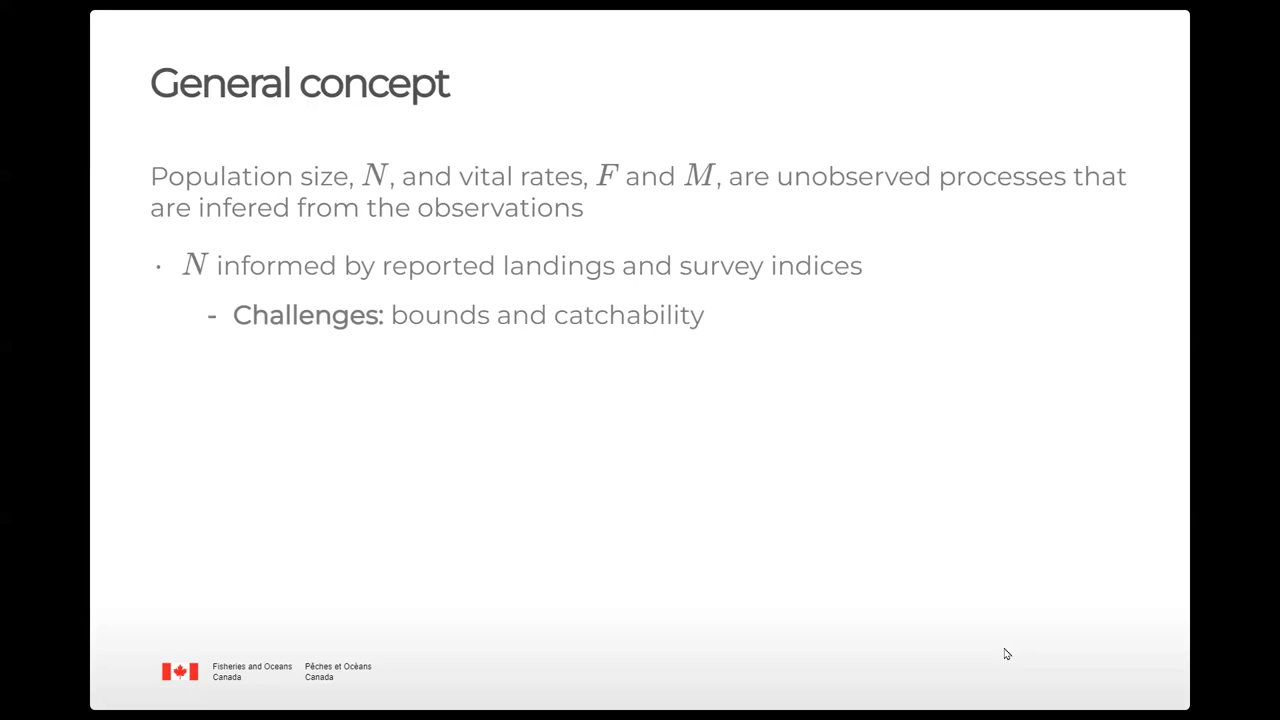 General concept
Population size, N, and vital rates, F and M, are unobserved processes that
are infered from the observations
· N informed by reported landings and survey indices
- Challenges: bounds and catchability
Fisheries and Oceans Pêches et Océans
Canada Canada